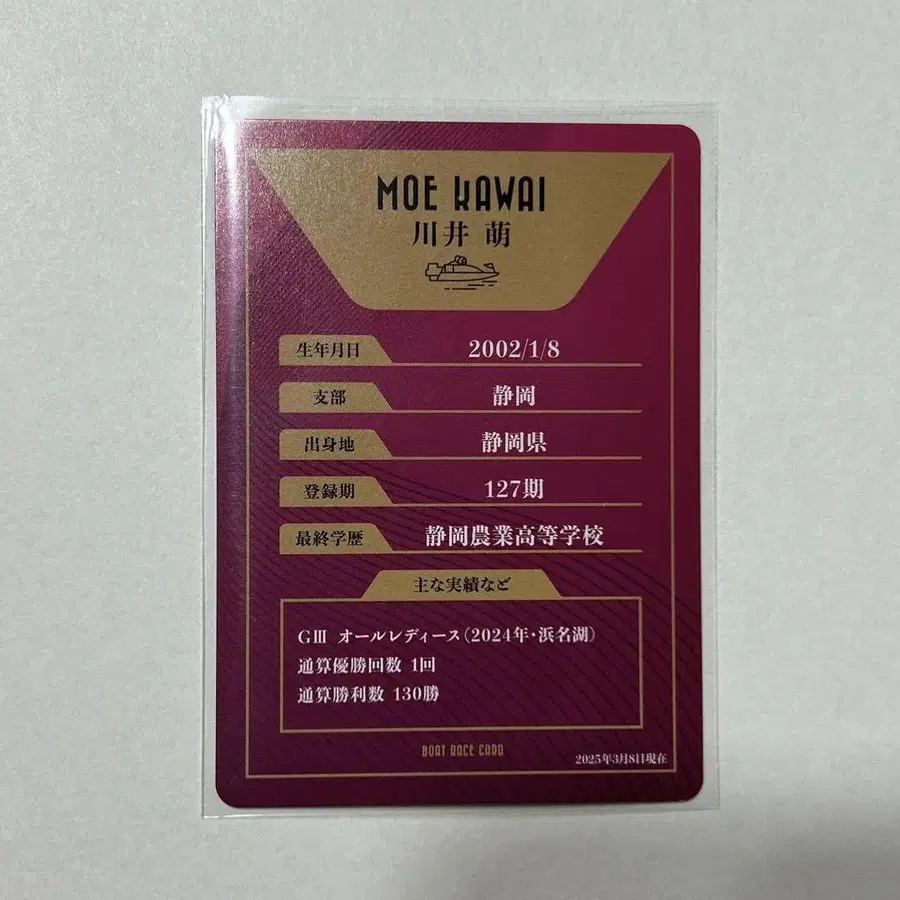 MOE KAWAI
川井 萌
生年月日 2002/1/8
支部 静岡
出身地 静岡県
登録期 127期
最終学歴 静岡農業高等学校
主な実績など
GⅢ オールレディース(2024年・浜名湖)
通算優勝回数 1回
通算勝利数 130勝
BOAT RACE CARD
2025年3月8日現在